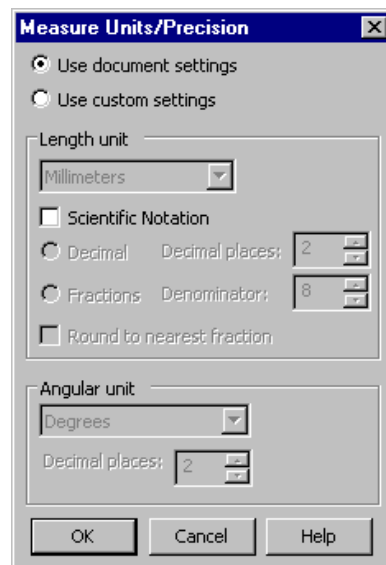 Measure Units/Precision
Use document settings
Use custom settings
Length unit
Millimeters
Scientific Notation
Decimal Decimal places: 2
Fractions Denominator: 8
Round to nearest fraction
Angular unit
Degrees
Decimal places: 2
OK Cancel Help